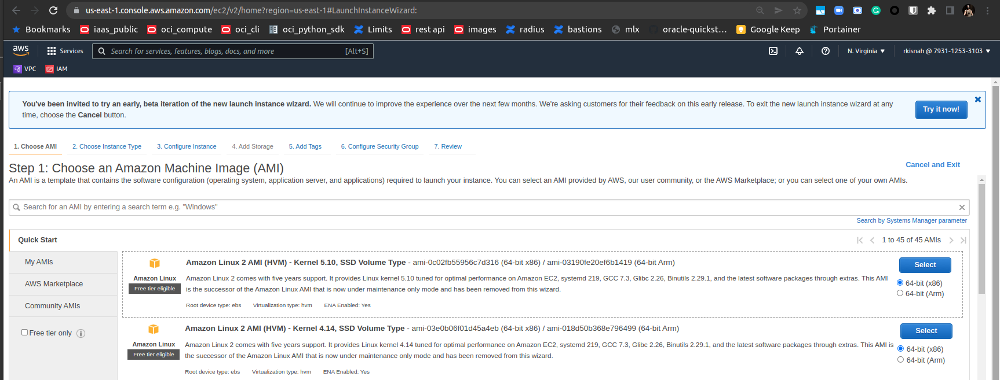 us-east-1.console.aws.amazon.com/ec2/v2/home?region=us-east-1#LaunchInstanceWizard:
Bookmarks iaas_public oci_compute oci_cli oci_python_sdk Limits rest api images radius bastions mlx oracle-quickst... Google Keep Portainer
aws Services Search for services, features, blogs, docs, and more [Alt+S] N. Virginia ▼ rkisnah @ 7931-1253-3103 ▼
VPC IAM
You've been invited to try an early, beta iteration of the new launch instance wizard. We will continue to improve the experience over the next few months. We're asking customers for their feedback on this early release. To exit the new launch instance wizard at any
time, choose the Cancel button.
Try it now!
1. Choose AMI 2. Choose Instance Type 3. Configure Instance 4. Add Storage 5. Add Tags 6. Configure Security Group 7. Review
Step 1: Choose an Amazon Machine Image (AMI)
Cancel and Exit
An AMI is a template that contains the software configuration (operating system, application server, and applications) required to launch your instance. You can select an AMI provided by AWS, our user community, or the AWS Marketplace; or you can select one of your own AMIs.
Search for an AMI by entering a search term e.g. "Windows"
Search by Systems Manager parameter
Quick Start
1 to 45 of 45 AMIs
My AMIs
AWS Marketplace
Community AMIs
Free tier only
Amazon Linux
Free tier eligible
Amazon Linux 2 AMI (HVM) - Kernel 5.10, SSD Volume Type - ami-0c02fb55956c7d316 (64-bit x86) / ami-03190fe20ef6b1419 (64-bit Arm)
Amazon Linux 2 comes with five years support. It provides Linux kernel 5.10 tuned for optimal performance on Amazon EC2, systemd 219, GCC 7.3, Glibc 2.26, Binutils 2.29.1, and the latest software packages through extras. This AMI
is the successor of the Amazon Linux AMI that is now under maintenance only mode and has been removed from this wizard.
Root device type: ebs Virtualization type: hvm ENA Enabled: Yes
Select
64-bit (x86)
64-bit (Arm)
Amazon Linux
Free tier eligible
Amazon Linux 2 AMI (HVM) - Kernel 4.14, SSD Volume Type - ami-03e0b06f01d45a4eb (64-bit x86) / ami-018d50b368e796499 (64-bit Arm)
Amazon Linux 2 comes with five years support. It provides Linux kernel 4.14 tuned for optimal performance on Amazon EC2, systemd 219, GCC 7.3, Glibc 2.26, Binutils 2.29.1, and the latest software packages through extras. This AMI is
the successor of the Amazon Linux AMI that is now under maintenance only mode and has been removed from this wizard.
Root device type: ebs Virtualization type: hvm ENA Enabled: Yes
Select
64-bit (x86)
64-bit (Arm)